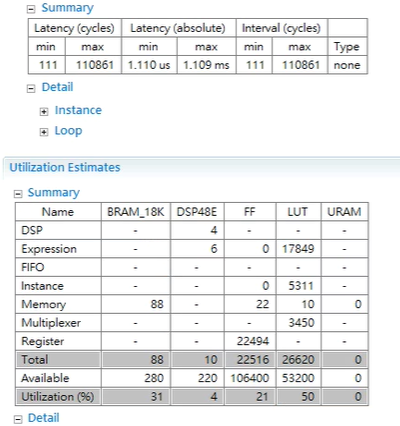 Summary
Latency (cycles) Latency (absolute) Interval (cycles)
min max min max min max Type
111 110861 1.110 us 1.109 ms 111 110861 none
Detail
Instance
Loop
Utilization Estimates
Summary
Name BRAM_18K DSP48E FF LUT URAM
DSP - 4 - - -
Expression - 6 0 17849 -
FIFO - - - - -
Instance - - 0 5311 -
Memory 88 - 22 10 0
Multiplexer - - - 3450 -
Register - - 22494 - -
Total 88 10 22516 26620 0
Available 280 220 106400 53200 0
Utilization (%) 31 4 21 50 0
Detail